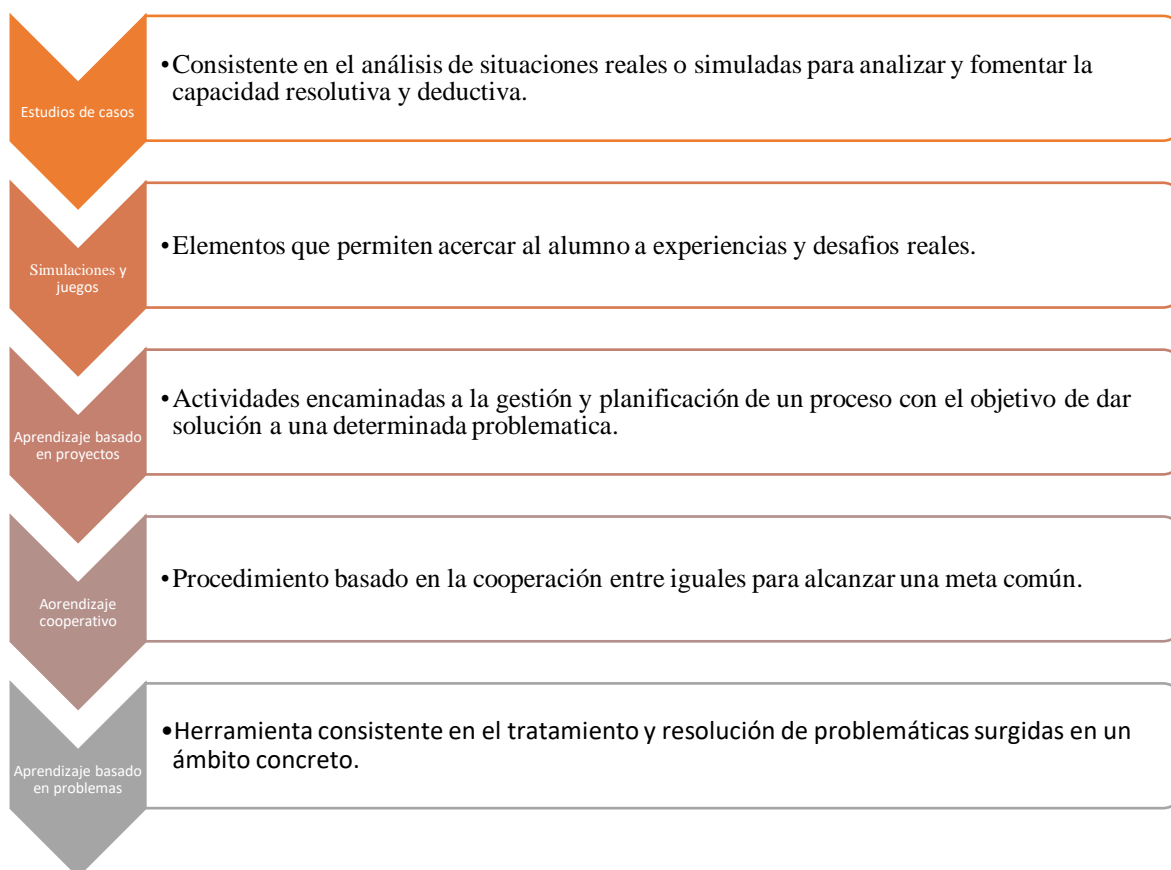 Estudios de casos
•Consistente en el análisis de situaciones reales o simuladas para analizar y fomentar la
capacidad resolutiva y deductiva.
Simulaciones y
juegos
•Elementos que permiten acercar al alumno a experiencias y desafios reales.
Aprendizaje basado
en proyectos
•Actividades encaminadas a la gestión y planificación de un proceso con el objetivo de dar
solución a una determinada problematica.
Aorendizaje
cooperativo
•Procedimiento basado en la cooperación entre iguales para alcanzar una meta común.
Aprendizaje basado
en problemas
•Herramienta consistente en el tratamiento y resolución de problemáticas surgidas en un
ámbito concreto.